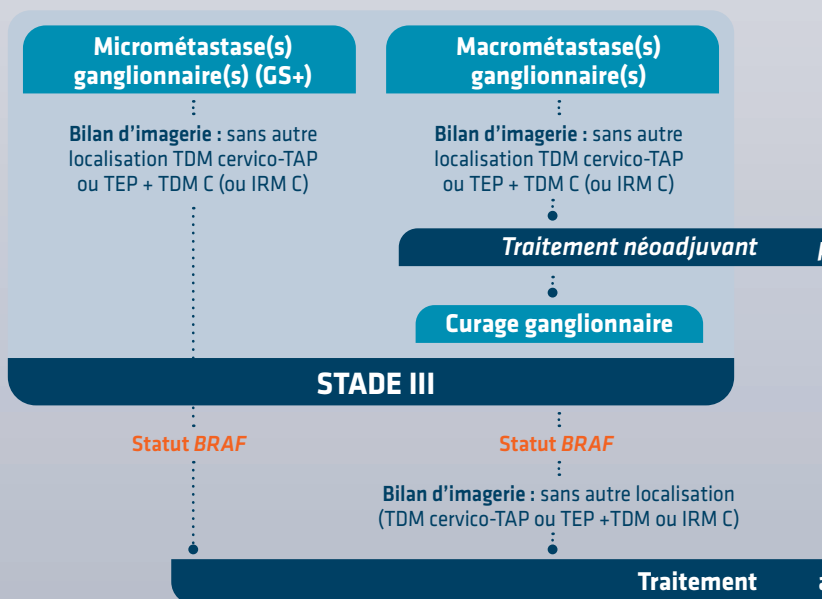 Micrométastase(s)
ganglionnaire(s) (GS+)
Bilan d'imagerie : sans autre
localisation TDM cervico-TAP
ou TEP + TDM C (ou IRM C)
Macrométastase(s)
ganglionnaire(s)
Bilan d'imagerie : sans autre
localisation TDM cervico-TAP
ou TEP + TDM C (ou IRM C)
Traitement néoadjuvant
Curage ganglionnaire
STADE III
Statut BRAF
Statut BRAF
Bilan d'imagerie : sans autre localisation
(TDM cervico-TAP ou TEP +TDM ou IRM C)
Traitement